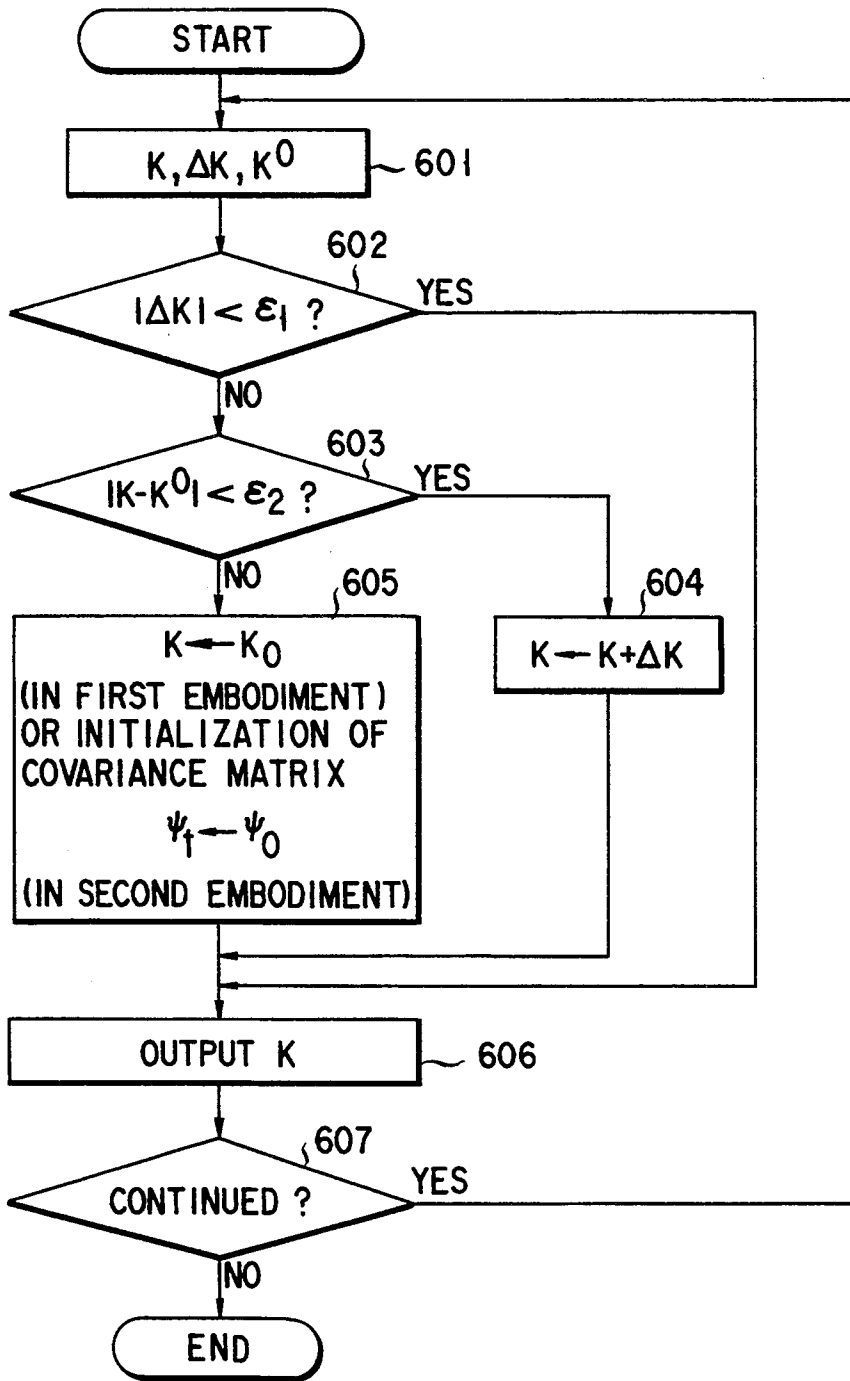 START
K, ΔK, K⁰
601
602
|ΔK| < ε₁ ?
YES
NO
603
|K-K⁰| < ε₂ ?
YES
NO
605
604
K ← K₀
(IN FIRST EMBODIMENT)
OR INITIALIZATION OF
COVARIANCE MATRIX
ψₜ ← ψ₀
(IN SECOND EMBODIMENT)
K ← K+ΔK
OUTPUT K
606
607
CONTINUED ?
YES
NO
END